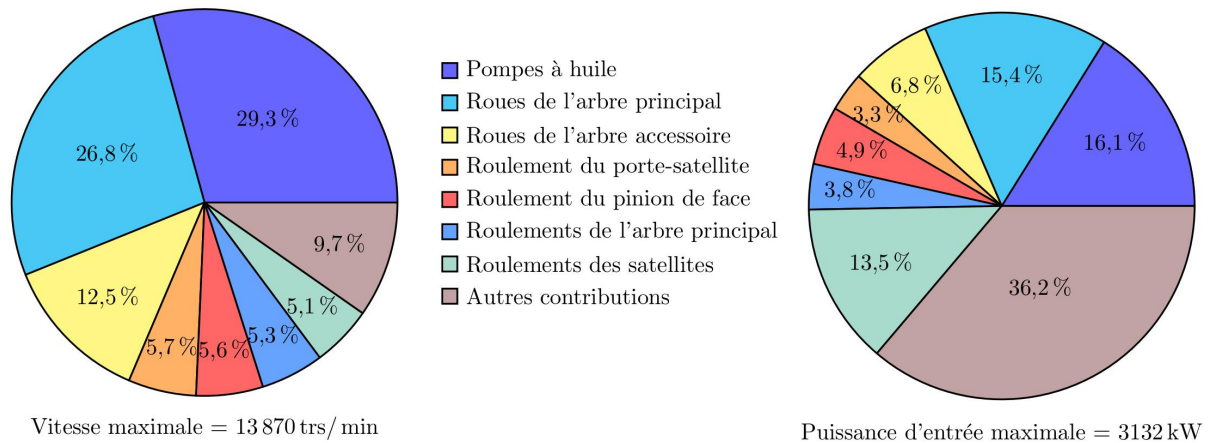 29,3 %
26,8 %
12,5 %
5,7 %
5,6 %
5,3 %
5,1 %
9,7 %
Vitesse maximale = 13 870 trs/min
Pompes à huile
Roues de l'arbre principal
Roues de l'arbre accessoire
Roulement du porte-satellite
Roulement du pinion de face
Roulements de l'arbre principal
Roulements des satellites
Autres contributions
16,1 %
15,4 %
6,8 %
3,3 %
4,9 %
3,8 %
13,5 %
36,2 %
Puissance d'entrée maximale = 3132 kW